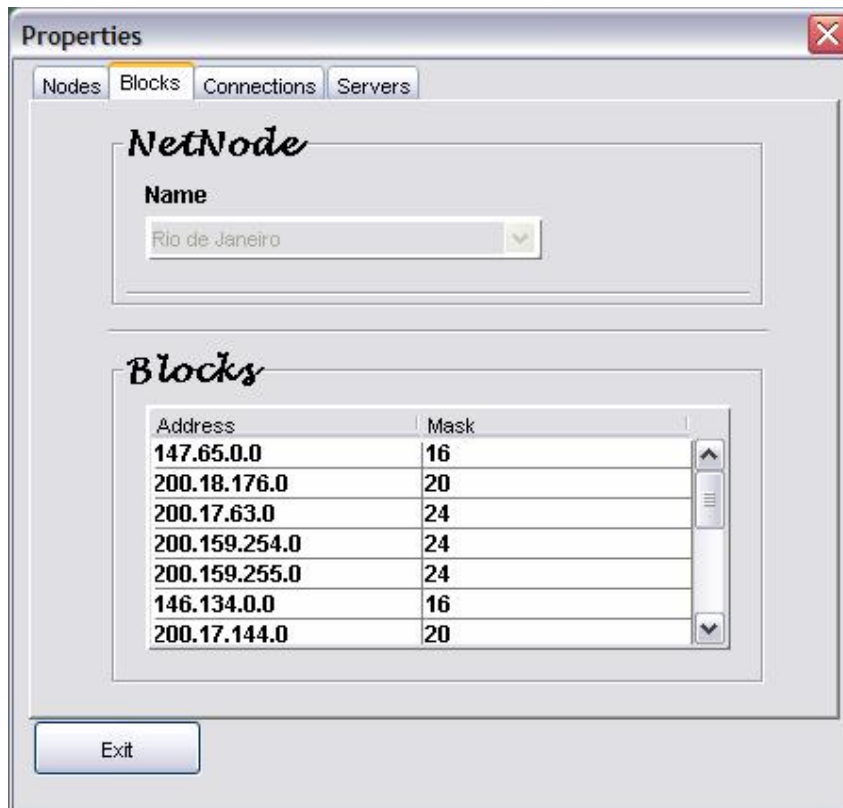 Properties
Nodes Blocks Connections Servers
NetNode
Name
Rio de Janeiro
Blocks
Address Mask
147.65.0.0 16
200.18.176.0 20
200.17.63.0 24
200.159.254.0 24
200.159.255.0 24
146.134.0.0 16
200.17.144.0 20
Exit